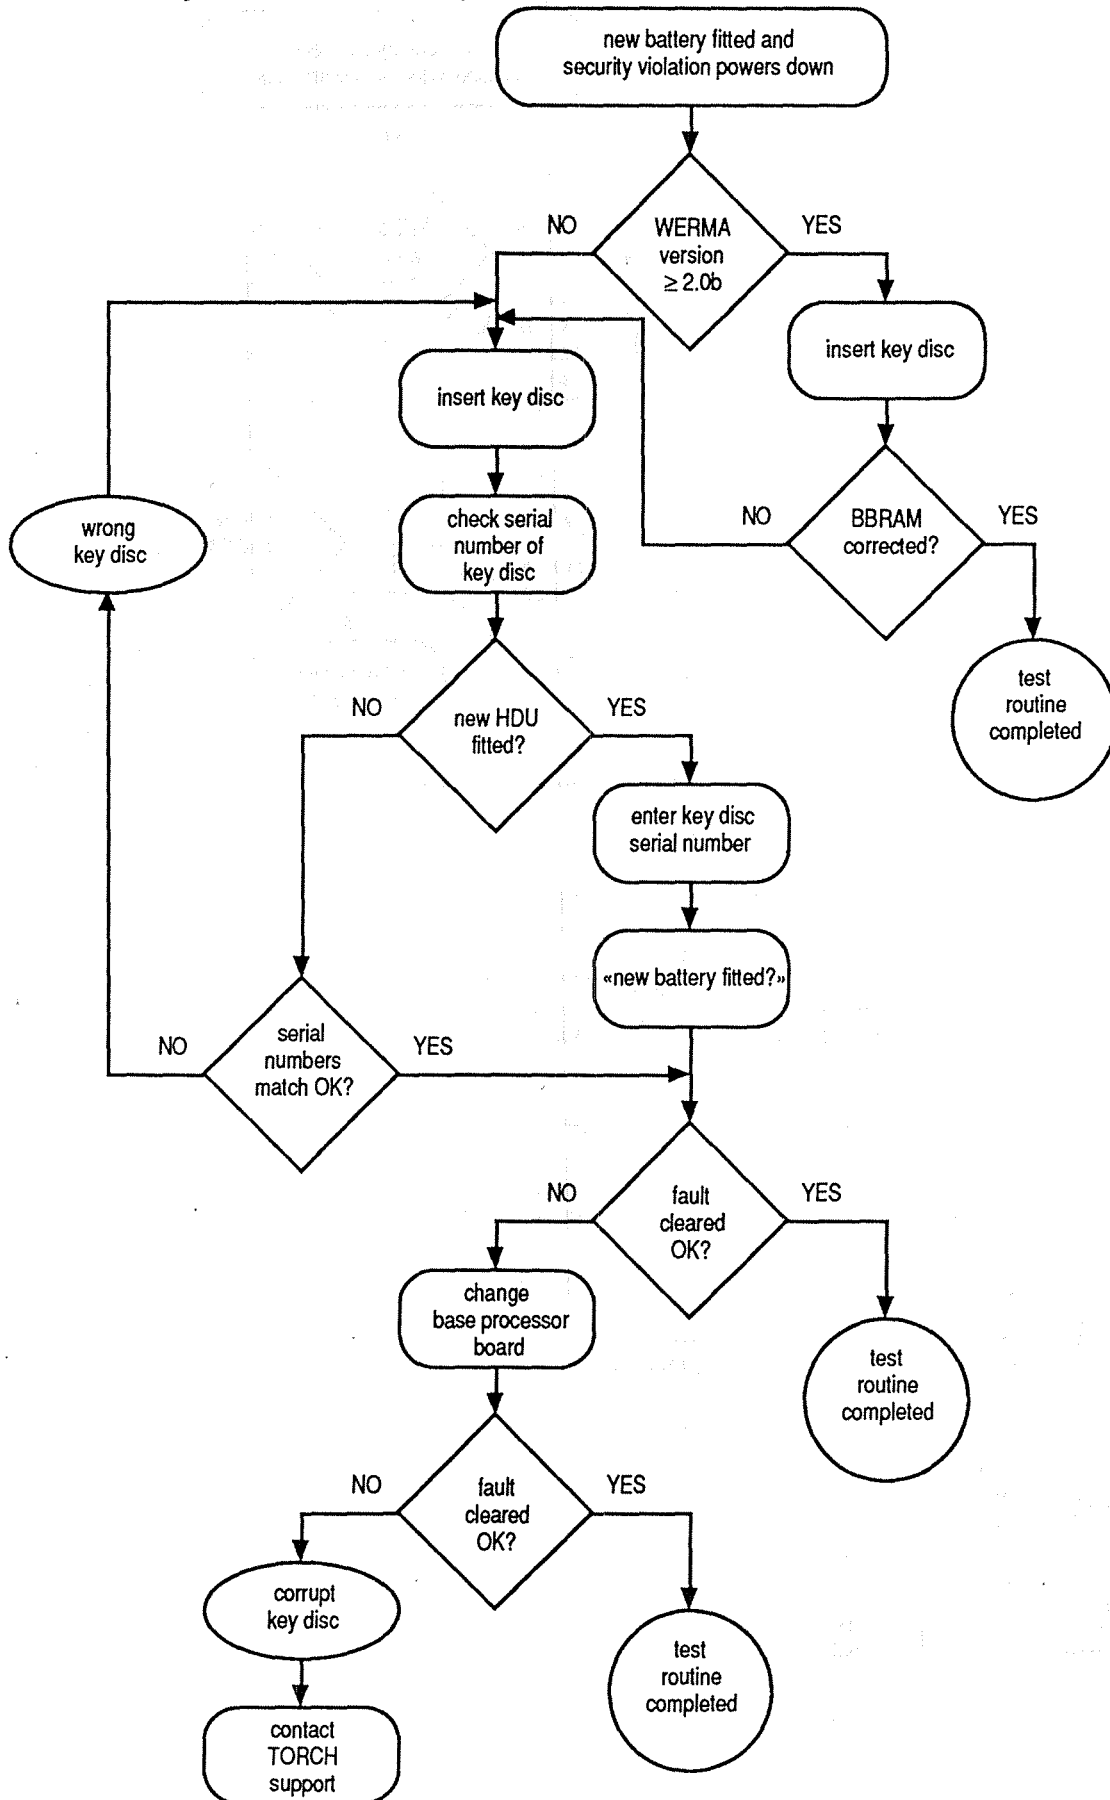 new battery fitted and
security violation powers down
NO
WERMA
version
≥ 2.0b
YES
insert key disc
insert key disc
wrong
key disc
check serial
number of
key disc
NO
BBRAM
corrected?
YES
test
routine
completed
NO
new HDU
fitted?
YES
enter key disc
serial number
«new battery fitted?»
NO
serial
numbers
match OK?
YES
NO
fault
cleared
OK?
YES
change
base processor
board
test
routine
completed
NO
fault
cleared
OK?
YES
corrupt
key disc
test
routine
completed
contact
TORCH
support